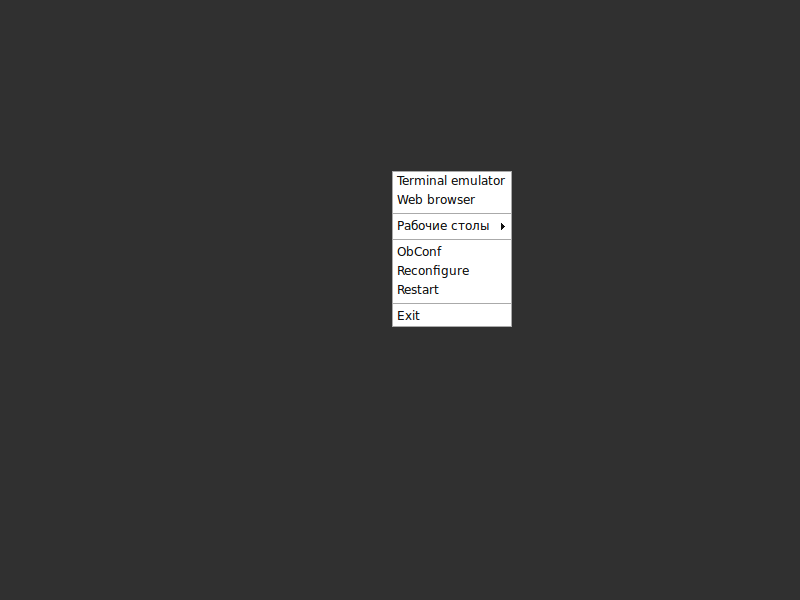 Terminal emulator
Web browser
Рабочие столы
ObConf
Reconfigure
Restart
Exit